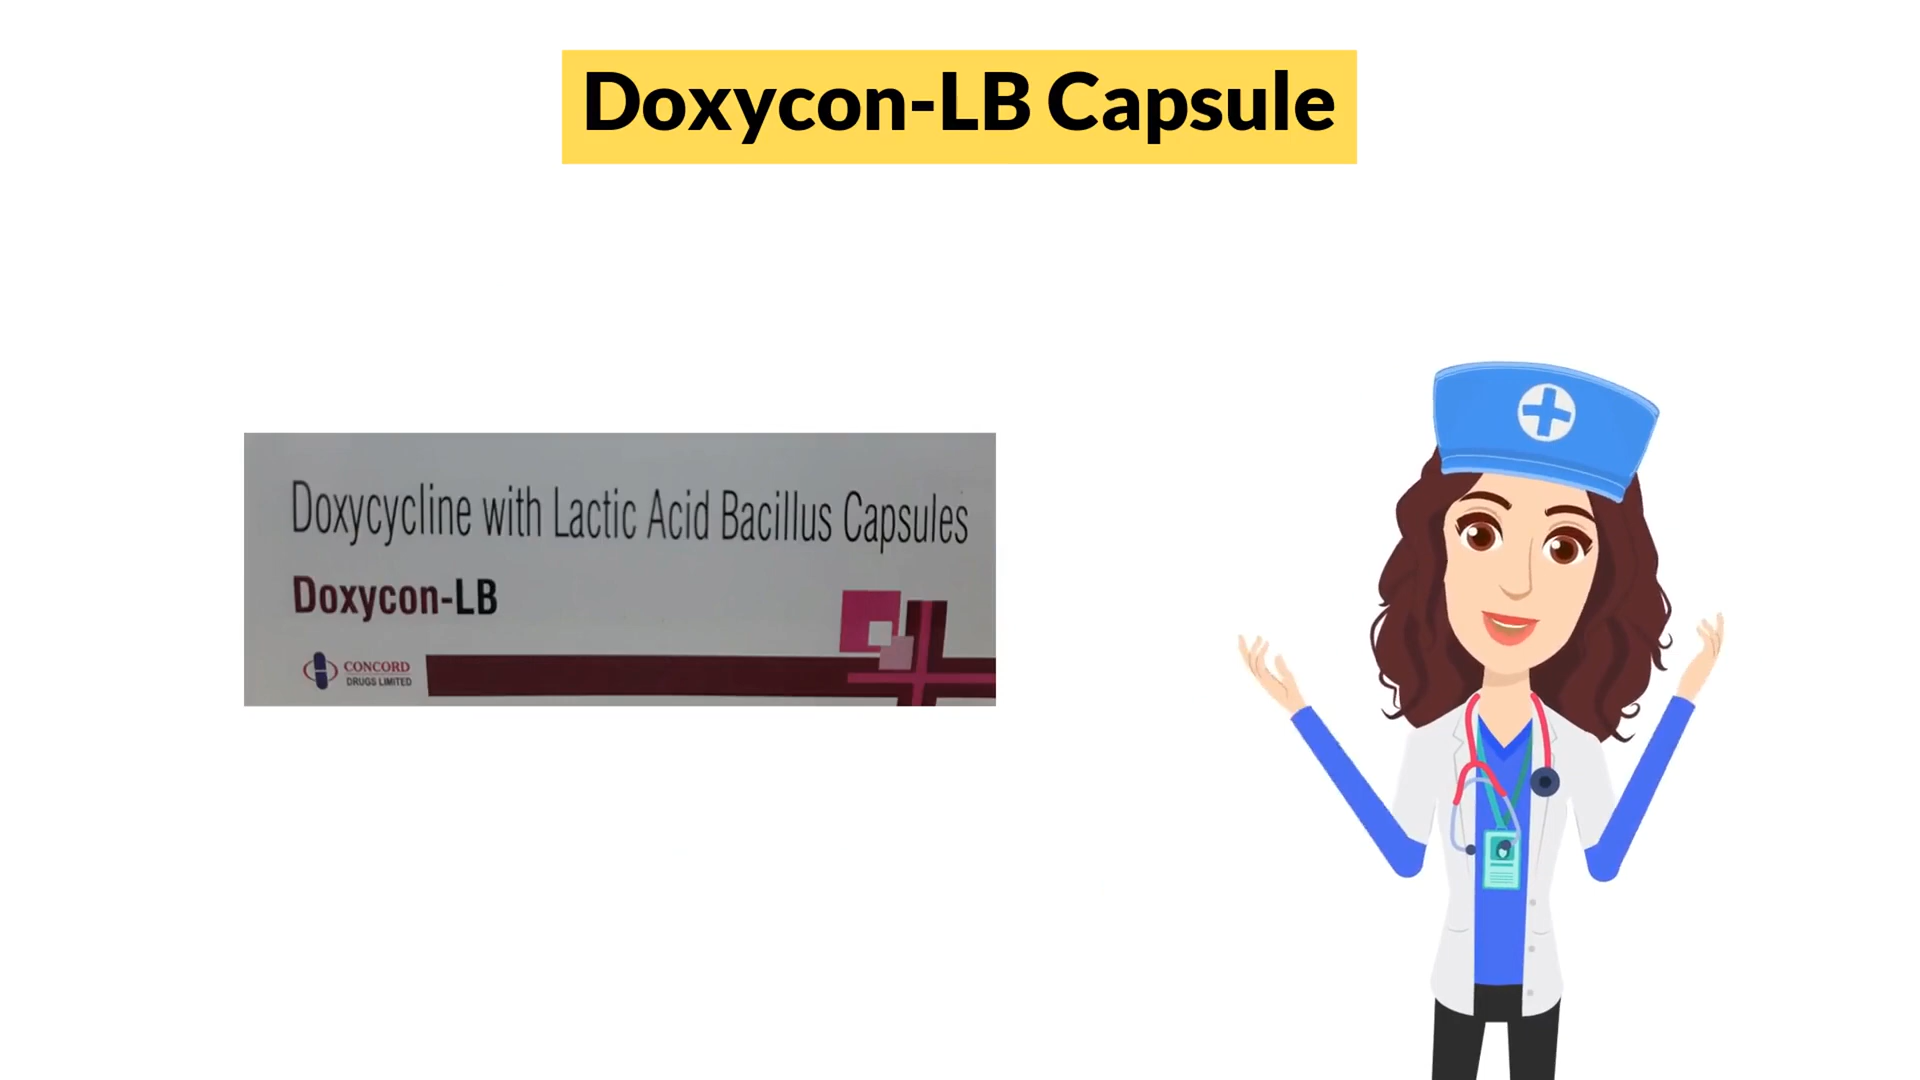 Doxycon-LB Capsule
Doxycycline with Lactic Acid Bacillus Capsules
Doxycon-LB
CONCORD
DRUGS LIMITED